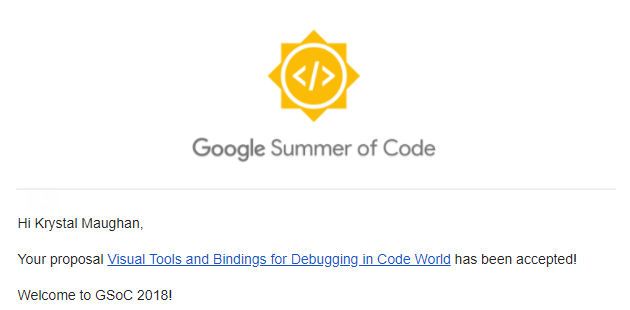 </>
Google Summer of Code
Hi Krystal Maughan,
Your proposal Visual Tools and Bindings for Debugging in Code World has been accepted!
Welcome to GSoC 2018!